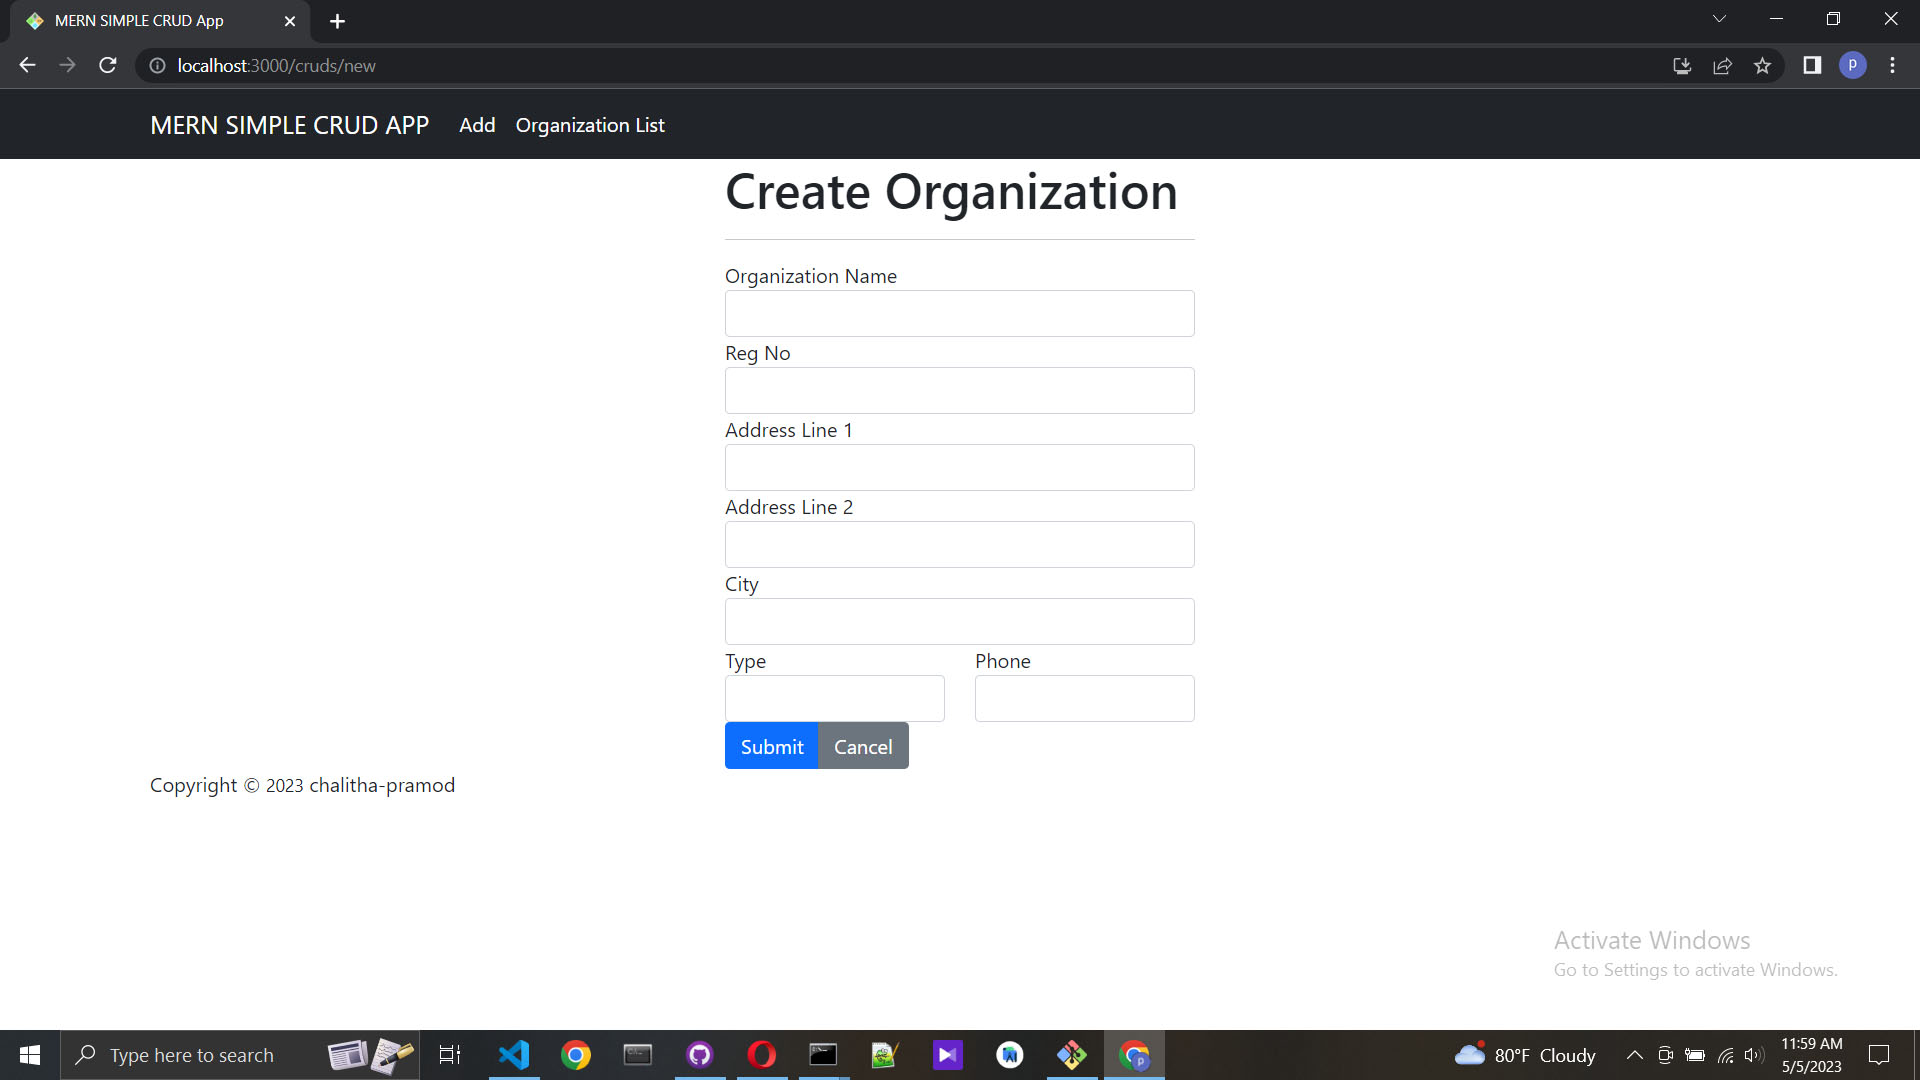 MERN SIMPLE CRUD App
localhost:3000/cruds/new
P
MERN SIMPLE CRUD APP Add Organization List
Create Organization
Organization Name
Reg No
Address Line 1
Address Line 2
City
Type Phone
Submit Cancel
Copyright © 2023 chalitha-pramod
Activate Windows
Go to Settings to activate Windows.
Type here to search
80°F Cloudy
11:59 AM
5/5/2023